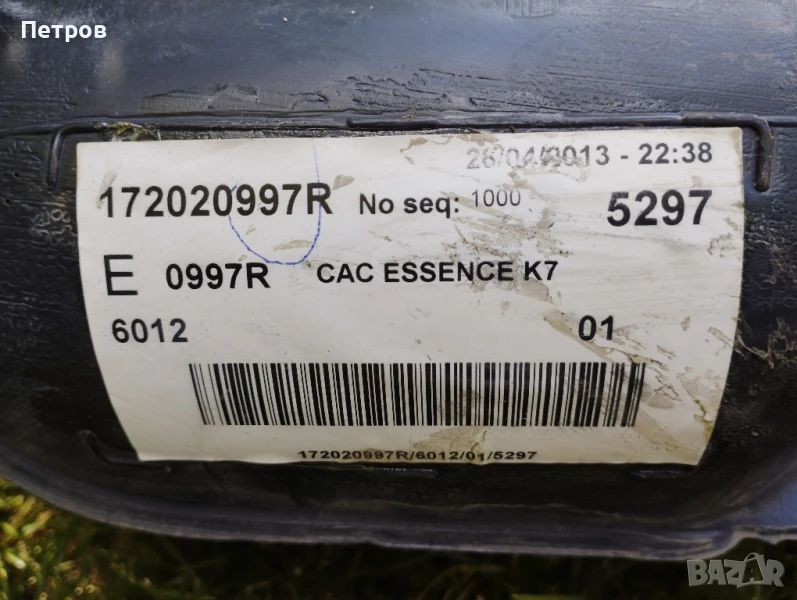 Петров
26/04/2013 - 22:38
172020997R No seq: 1000 5297
E 0997R CAC ESSENCE K7
6012 01
172020997R/6012/01/5297
BAZAR